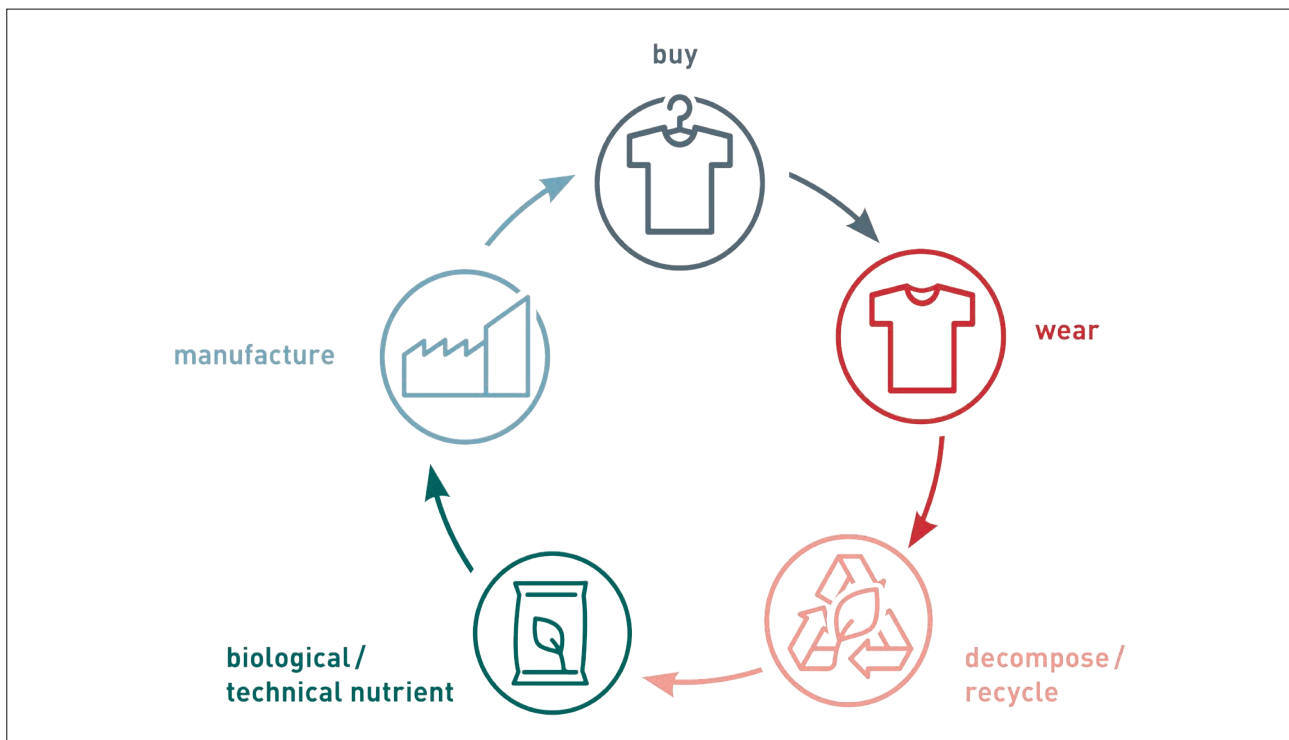 buy
wear
manufacture
decompose /
recycle
biological /
technical nutrient